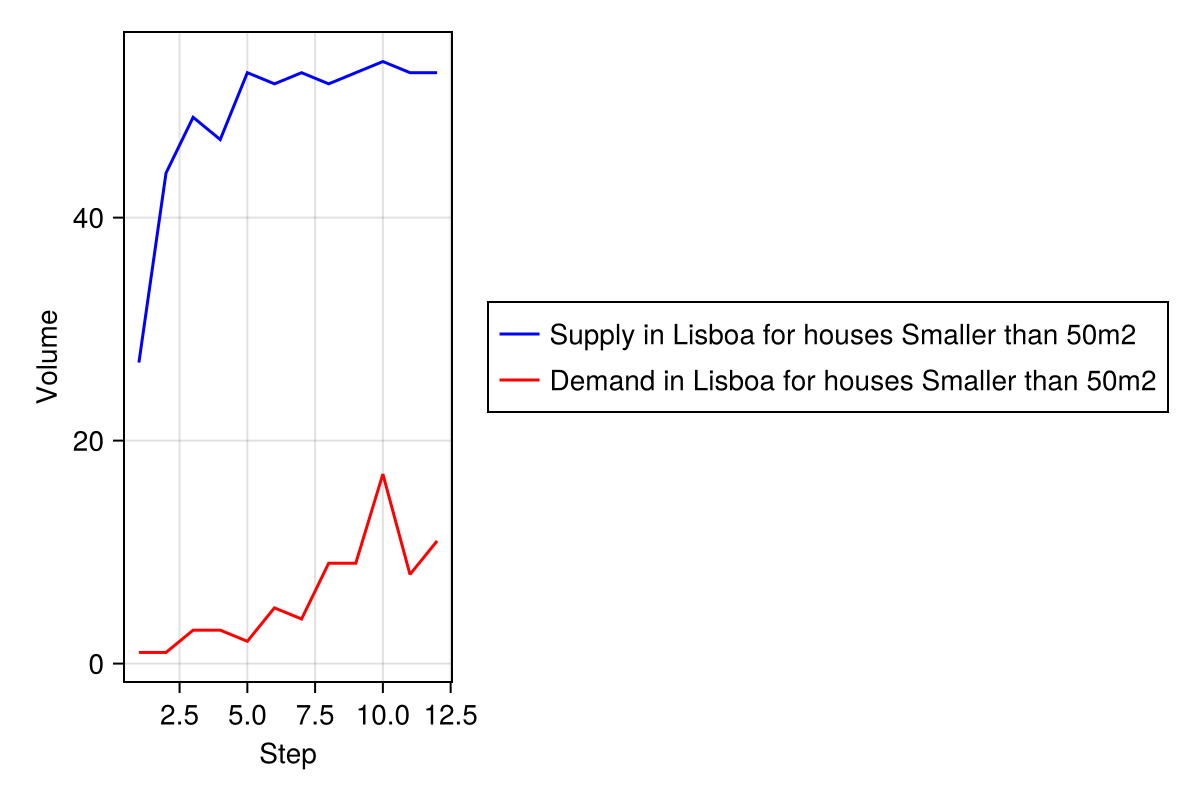 Volume
40
20
0
2.5 5.0 7.5 10.0 12.5
Step
Supply in Lisboa for houses Smaller than 50m2
Demand in Lisboa for houses Smaller than 50m2